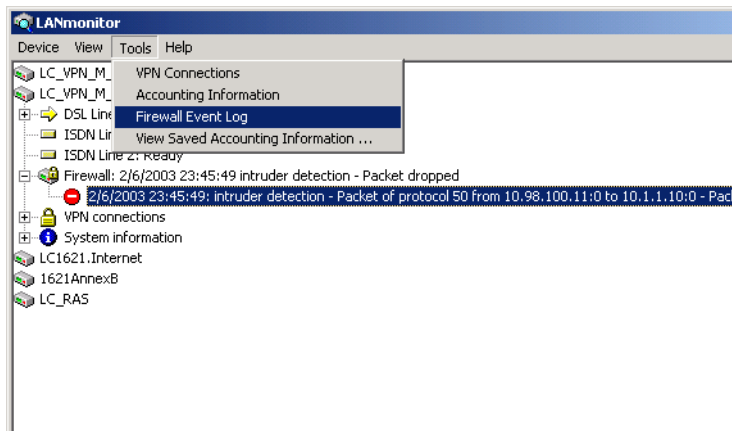 LANmonitor
Device View Tools Help
LC_VPN_M_
VPN Connections
LC_VPN_M_
Accounting Information
DSL Line
Firewall Event Log
ISDN Lin
View Saved Accounting Information ...
ISDN Line 2: Ready
Firewall: 2/6/2003 23:45:49 intruder detection - Packet dropped
2/6/2003 23:45:49: intruder detection - Packet of protocol 50 from 10.98.100.11:0 to 10.1.1.10:0 - Pac
VPN connections
System information
LC1621.Internet
1621AnnexB
LC_RAS